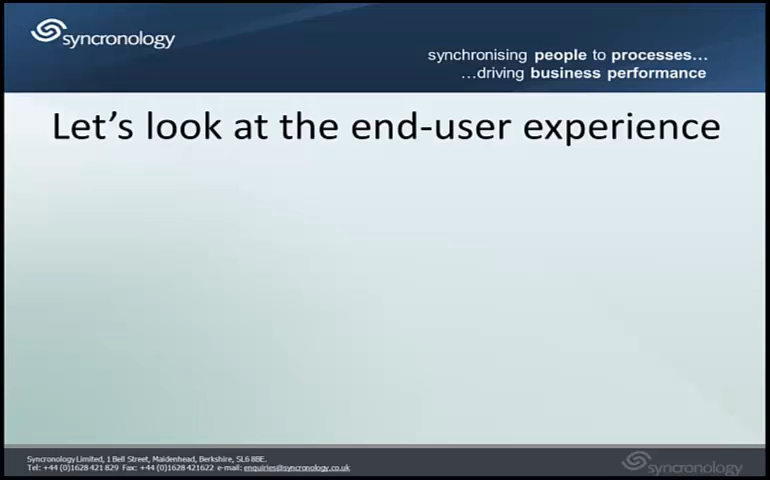 syncronology
synchronising people to processes...
...driving business performance
Let's look at the end-user experience
Syncronology Limited, 1 Bell Street, Maidenhead, Berkshire, SL6 8BE.
Tel: +44 (0)1628 421 829 Fax: +44 (0)1628 421622 e-mail: enquiries@syncronology.co.uk
syncronology